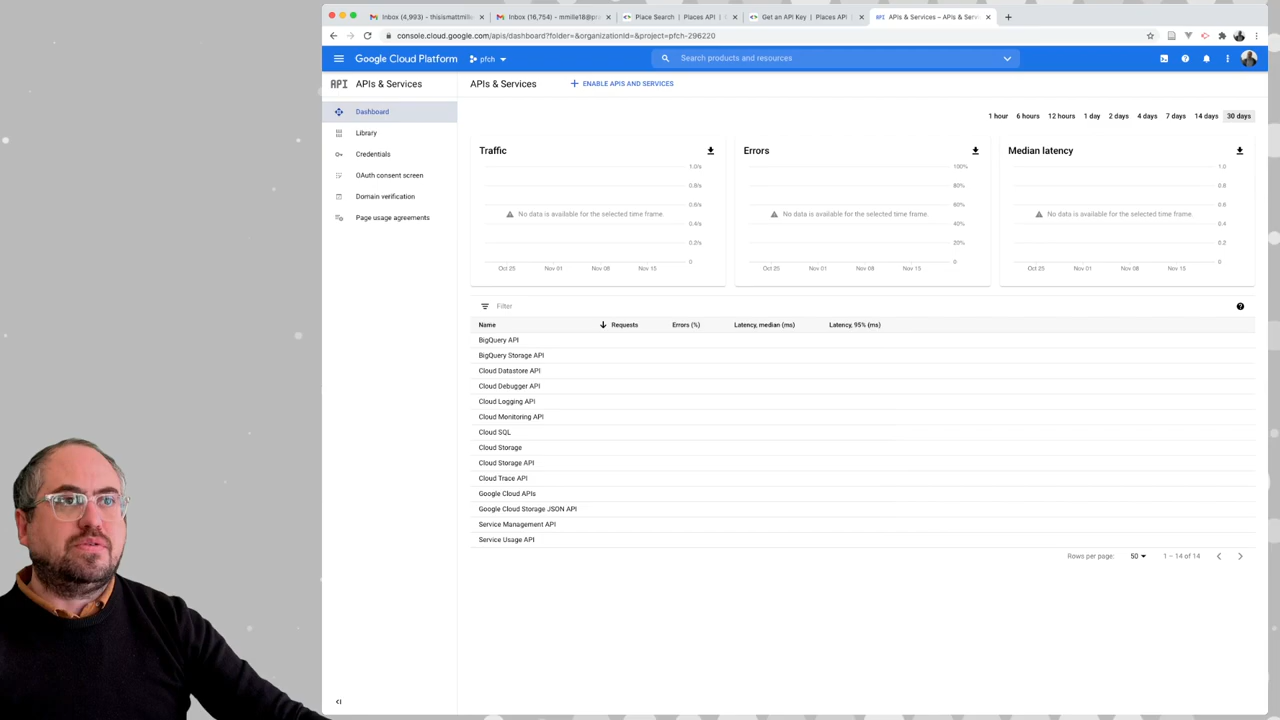 Inbox (4,993) - thisismattmill
Inbox (16,754) - mmille18@pr
Place Search | Places API |
Get an API Key | Places API
APIs & Services – APIs & Serv
console.cloud.google.com/apis/dashboard?folder=&organizationId=&project=pfch-296220
Google Cloud Platform
pfch
Search products and resources
API
APIs & Services
APIs & Services
ENABLE APIS AND SERVICES
Dashboard
Library
Credentials
OAuth consent screen
Domain verification
Page usage agreements
1 hour 6 hours 12 hours 1 day 2 days 4 days 7 days 14 days 30 days
Traffic
1.0/s
0.8/s
0.6/s
No data is available for the selected time frame.
0.4/s
0.2/s
0
Oct 25 Nov 01 Nov 08 Nov 15
Errors
100%
80%
60%
No data is available for the selected time frame.
40%
20%
0
Oct 25 Nov 01 Nov 08 Nov 15
Median latency
1.0
0.8
0.6
No data is available for the selected time frame.
0.4
0.2
0
Oct 25 Nov 01 Nov 08 Nov 15
Filter
Name Requests Errors (%) Latency, median (ms) Latency, 95% (ms)
BigQuery API
BigQuery Storage API
Cloud Datastore API
Cloud Debugger API
Cloud Logging API
Cloud Monitoring API
Cloud SQL
Cloud Storage
Cloud Storage API
Cloud Trace API
Google Cloud APIs
Google Cloud Storage JSON API
Service Management API
Service Usage API
Rows per page: 50 1 – 14 of 14